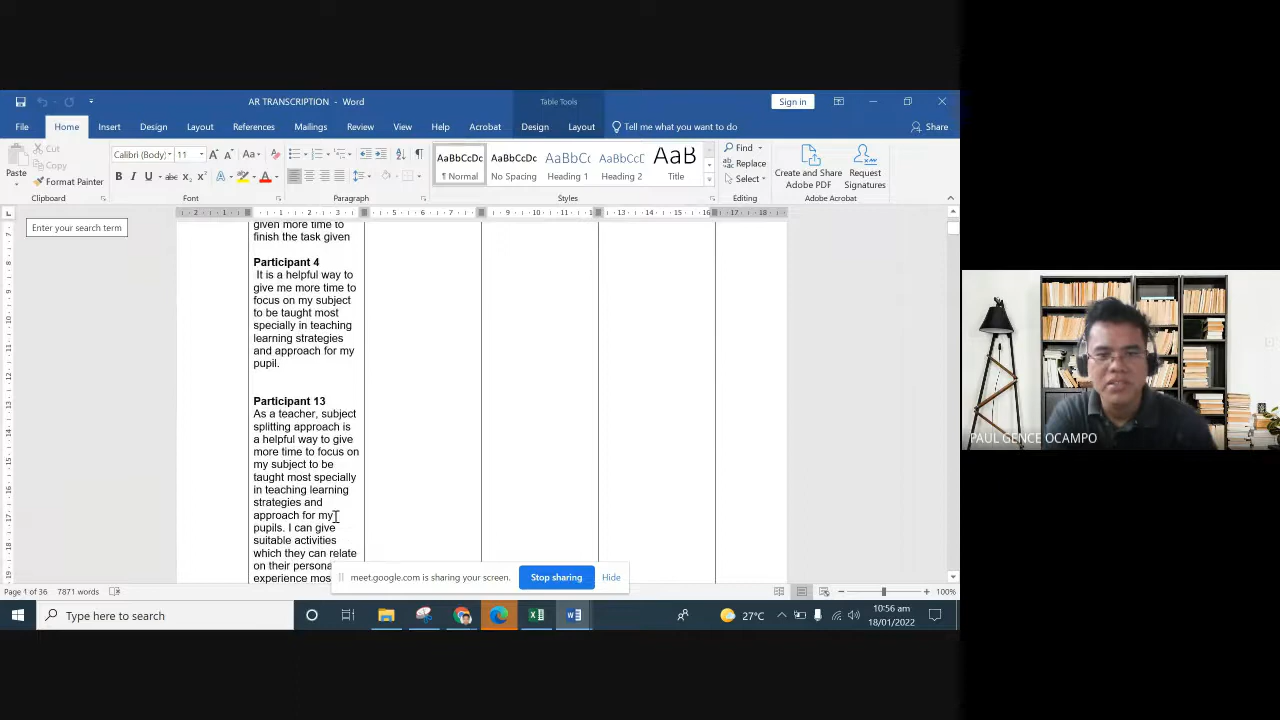 AR TRANSCRIPTION - Word
Table Tools
Sign in
File
Home
Insert
Design
Layout
References
Mailings
Review
View
Help
Acrobat
Design
Layout
Tell me what you want to do
Share
Paste
Cut
Copy
Format Painter
Clipboard
Calibri (Body)
11
Font
Paragraph
AaBbCcDc
¶ Normal
AaBbCcDc
No Spacing
AaBbCc
Heading 1
AaBbCcD
Heading 2
AaB
Title
Styles
Find
Replace
Select
Editing
Create and Share
Adobe PDF
Request
Signatures
Adobe Acrobat
Enter your search term
given more time to
finish the task given
Participant 4
It is a helpful way to
give me more time to
focus on my subject
to be taught most
specially in teaching
learning strategies
and approach for my
pupil.
Participant 13
As a teacher, subject
splitting approach is
a helpful way to give
more time to focus on
my subject to be
taught most specially
in teaching learning
strategies and
approach for my
pupils. I can give
suitable activities
which they can relate
on their persona
experience mos
meet.google.com is sharing your screen.
Stop sharing
Hide
Page 1 of 36
7871 words
100%
Type here to search
27°C
10:56 am
18/01/2022
PAUL GENCE OCAMPO